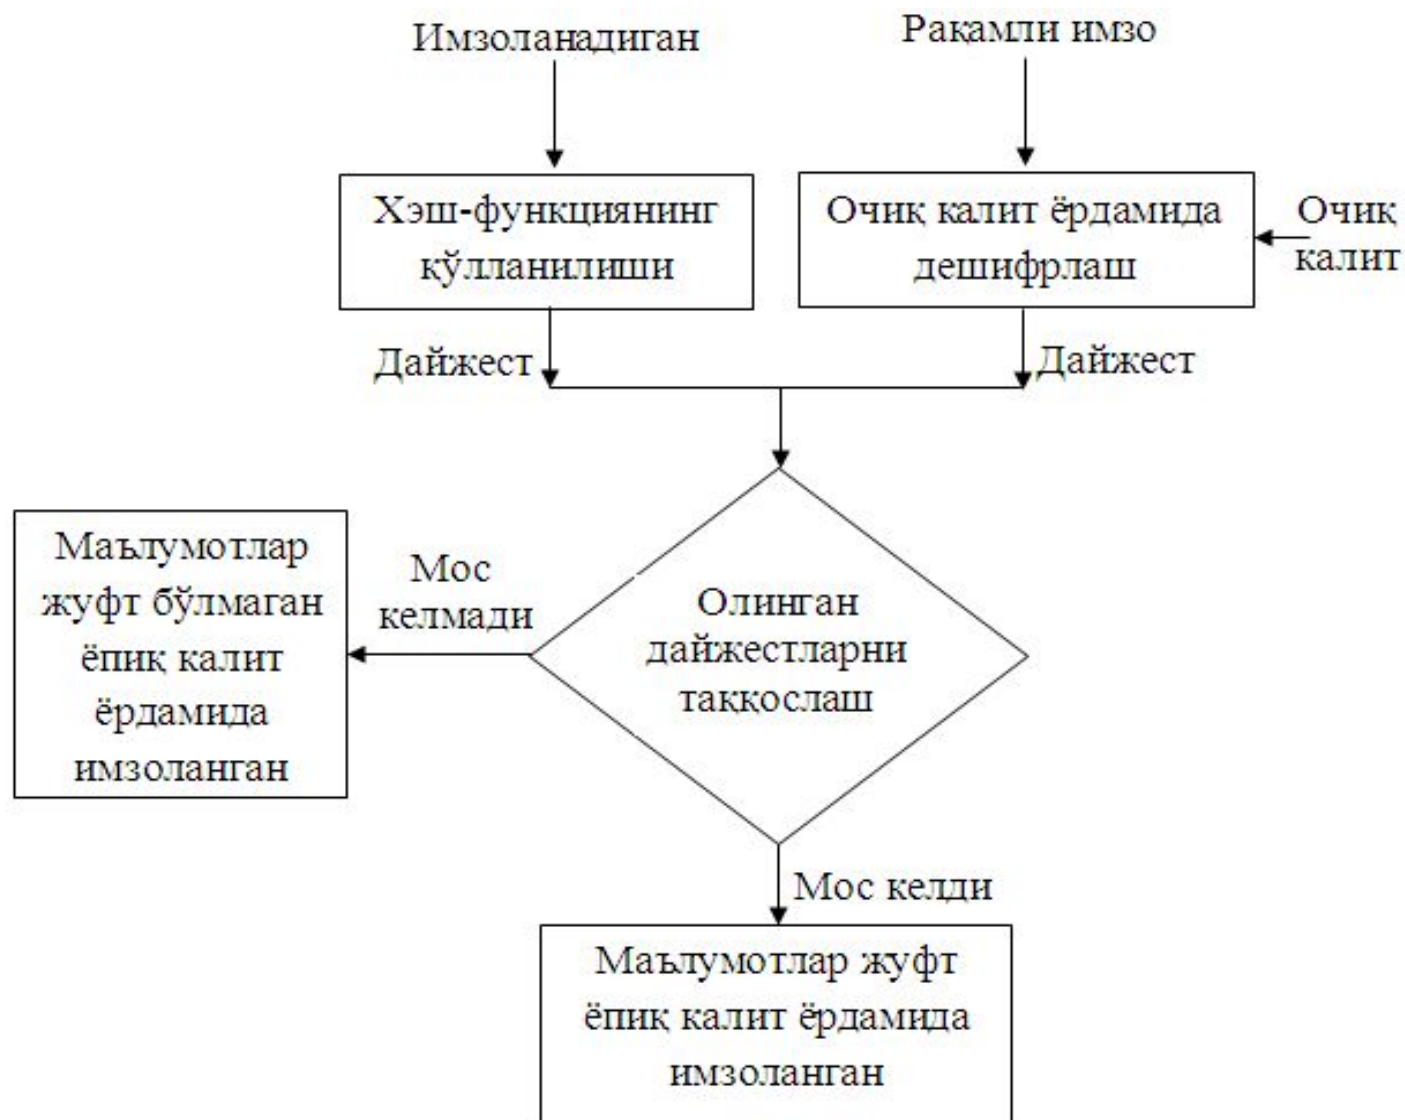 Имзоланадиган
Рақамли имзо
Хэш-функциянинг
қўлланилиши
Очиқ калит ёрдамида
дешифрлаш
Очиқ
калит
Дайжест
Дайжест
Олинган
дайжестларни
таққослаш
Мос
келмади
Маълумотлар
жуфт бўлмаган
ёпиқ калит
ёрдамида
имзоланган
Мос келди
Маълумотлар жуфт
ёпиқ калит ёрдамида
имзоланган